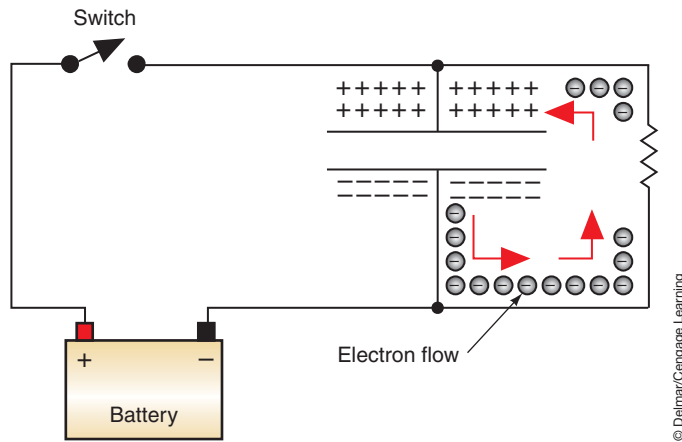 Switch
+++++ +++++
+++++ +++++
Electron flow
+ −
Battery
© Delmar/Cengage Learning